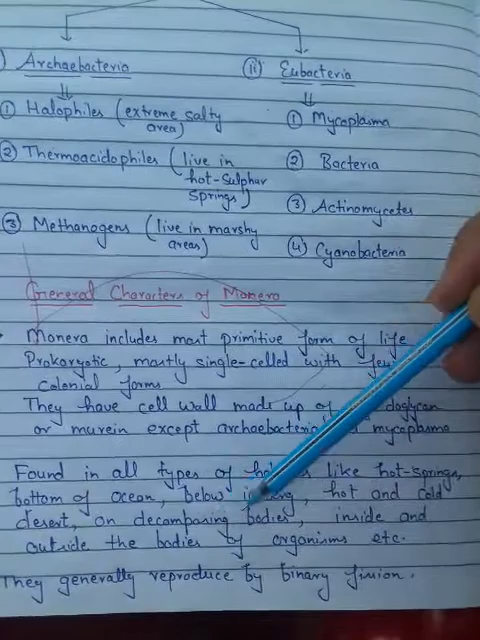 Archaebacteria
(ii) Eubacteria
① Halophiles (extreme salty area)
② Thermoacidophiles (live in hot-Sulphur Springs)
③ Methanogens (live in marshy areas)
① Mycoplasma
② Bacteria
③ Actinomycetes
④ Cyanobacteria
General Characters of Monera
Monera includes most primitive form of life
Prokaryotic, mostly single-celled with
colonial forms
They have cell wall made up of
or murein except archaebacteria mycoplasma
Found in all types of like hot-springs,
bottom of ocean, below hot and cold
desert, on decomposing bodies, inside and
outside the bodies of organisms etc.
They generally reproduce by binary fission.